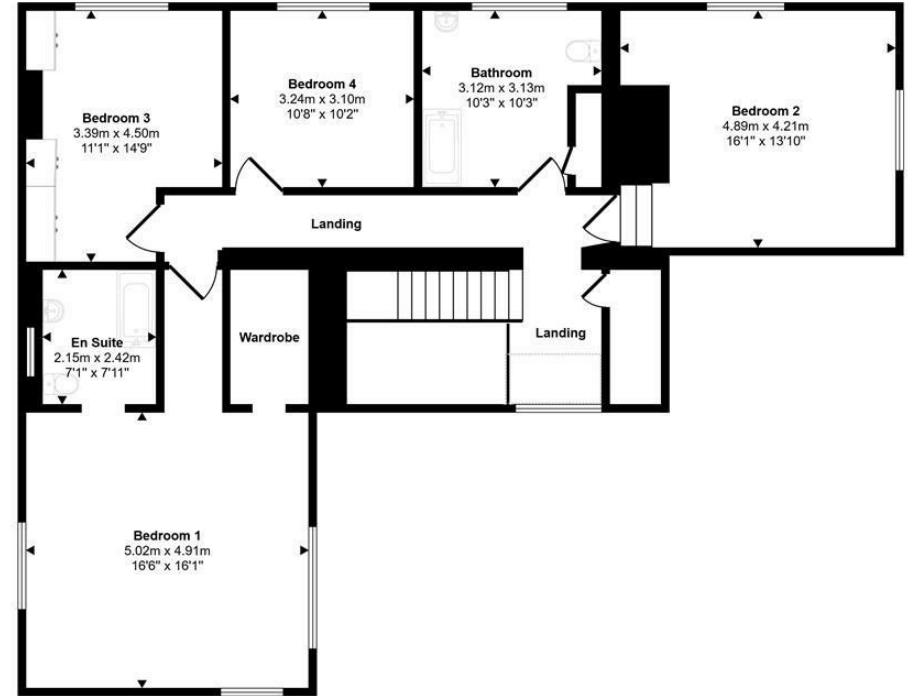 Bedroom 3
3.39m x 4.50m
11'1" x 14'9"
Bedroom 4
3.24m x 3.10m
10'8" x 10'2"
Bathroom
3.12m x 3.13m
10'3" x 10'3"
Bedroom 2
4.89m x 4.21m
16'1" x 13'10"
Landing
En Suite
2.15m x 2.42m
7'1" x 7'11"
Wardrobe
Landing
Bedroom 1
5.02m x 4.91m
16'6" x 16'1"